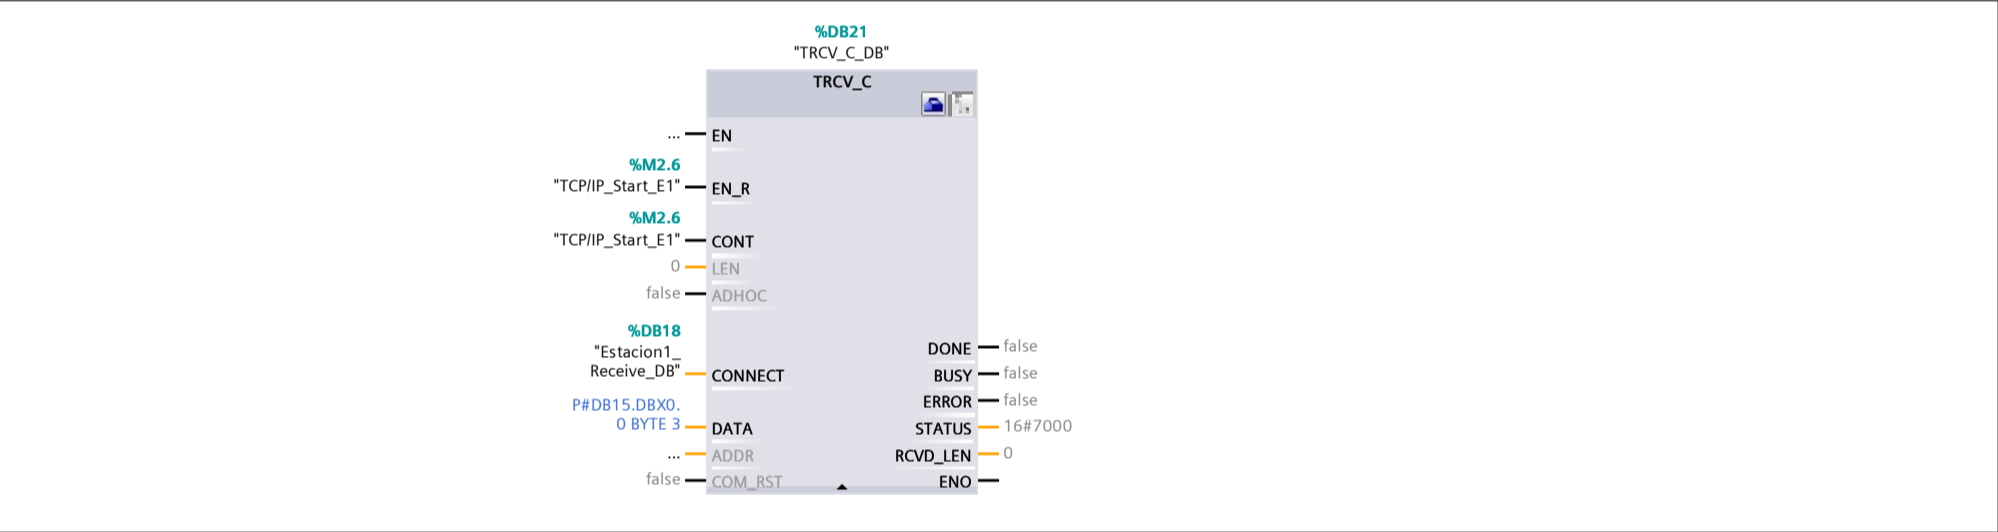 %DB21
"TRCV_C_DB"
TRCV_C
... EN
%M2.6
"TCP/IP_Start_E1" EN_R
%M2.6
"TCP/IP_Start_E1" CONT
0 LEN
false ADHOC
%DB18
"Estacion1_
Receive_DB" CONNECT
P#DB15.DBX0.
0 BYTE 3 DATA
... ADDR
false COM_RST
DONE false
BUSY false
ERROR false
STATUS 16#7000
RCVD_LEN 0
ENO